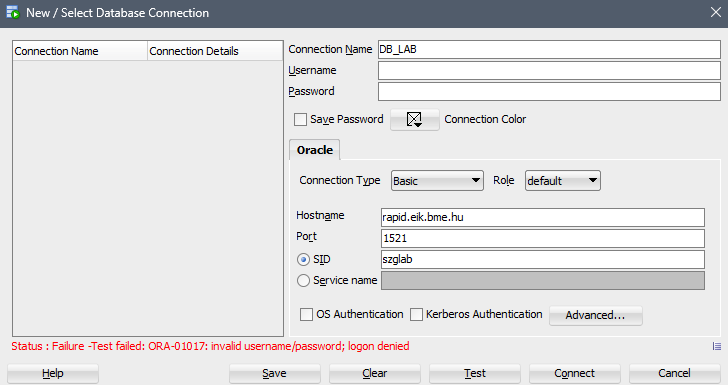 New / Select Database Connection
Connection Name Connection Details
Connection Name DB_LAB
Username
Password
Save Password Connection Color
Oracle
Connection Type Basic Role default
Hostname rapid.eik.bme.hu
Port 1521
SID szglab
Service name
OS Authentication Kerberos Authentication Advanced...
Status : Failure -Test failed: ORA-01017: invalid username/password; logon denied
Help Save Clear Test Connect Cancel